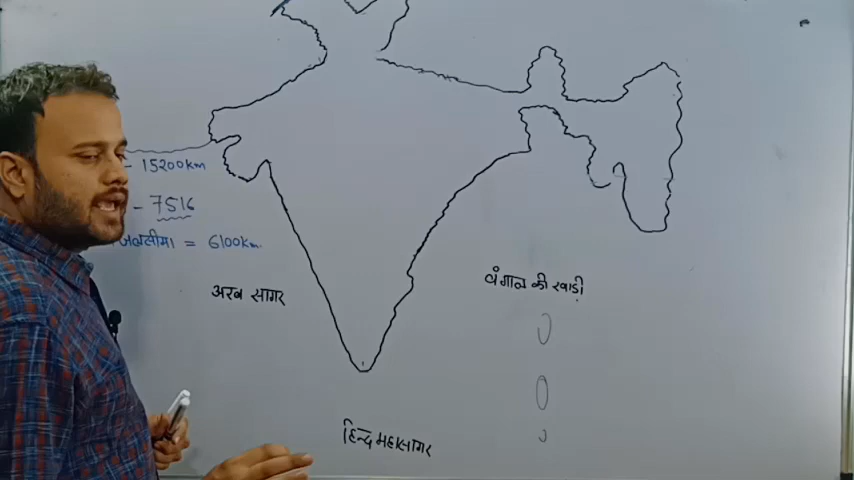 - 15200km
- 7516
जलसीमा = 6100km.
अरब सागर
बंगाल की खाड़ी
हिन्द महासागर